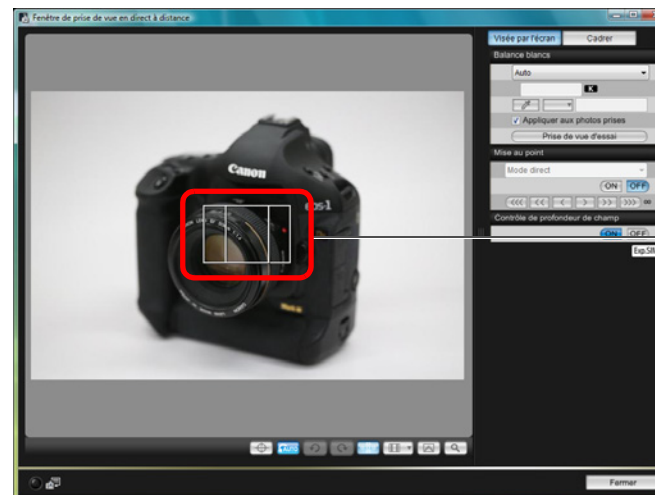 Fenêtre de prise de vue en direct à distance
Visée par l'écran
Cadrer
Balance blancs
Auto
K
Appliquer aux photos prises
Prise de vue d'essai
Mise au point
Mode direct
ON OFF
Contrôle de profondeur de champ
ON OFF
Exp.SIM
Canon
EOS-1
Fermer